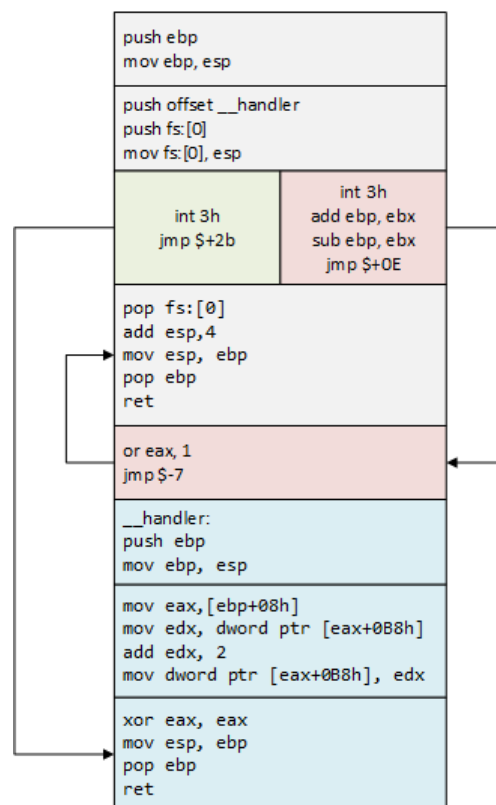 push ebp
mov ebp, esp
push offset __handler
push fs:[0]
mov fs:[0], esp
int 3h
jmp $+2b
int 3h
add ebp, ebx
sub ebp, ebx
jmp $+0E
pop fs:[0]
add esp,4
mov esp, ebp
pop ebp
ret
or eax, 1
jmp $-7
__handler:
push ebp
mov ebp, esp
mov eax,[ebp+08h]
mov edx, dword ptr [eax+0B8h]
add edx, 2
mov dword ptr [eax+0B8h], edx
xor eax, eax
mov esp, ebp
pop ebp
ret